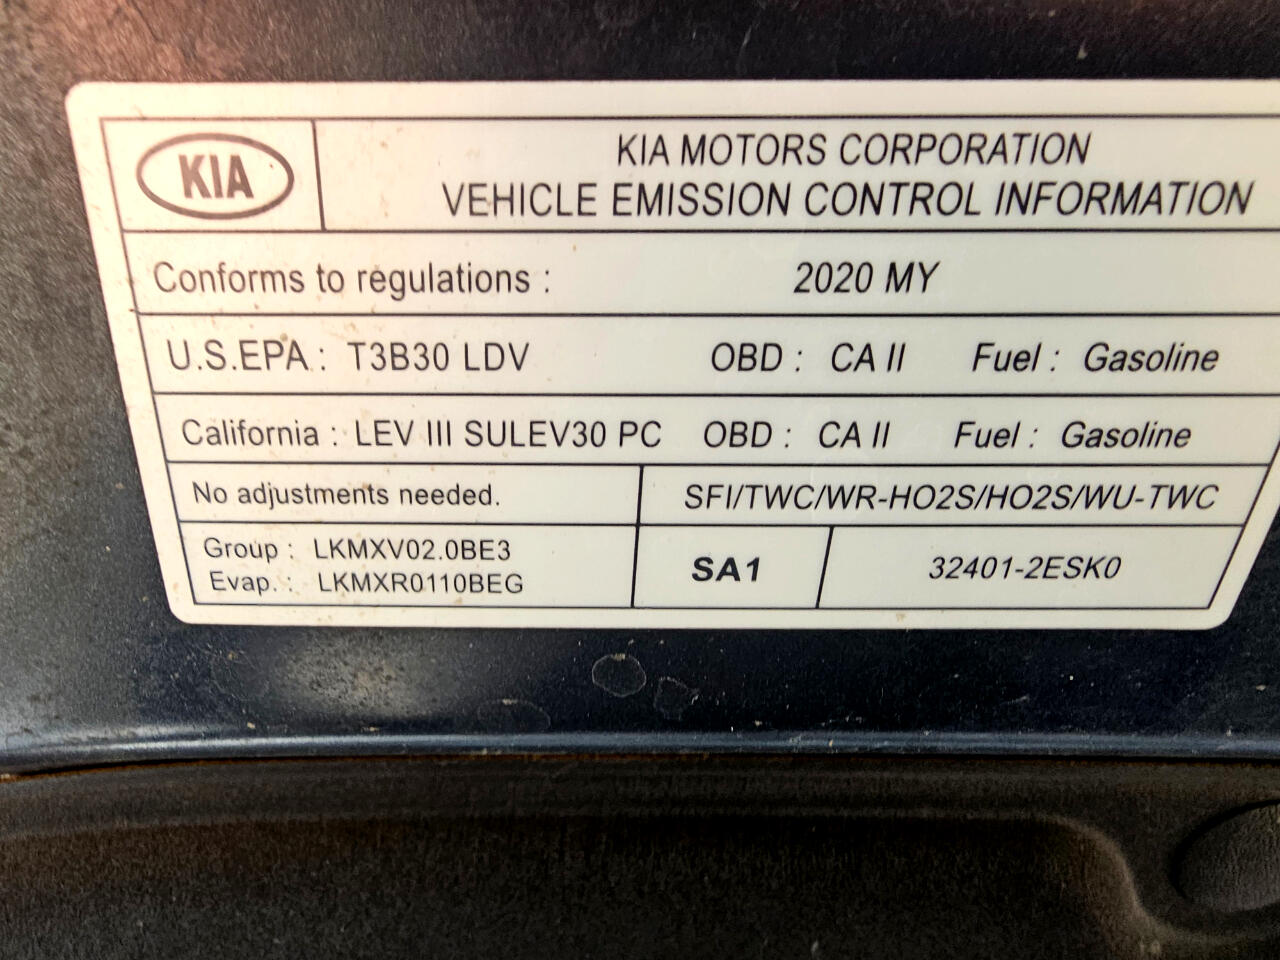 KIA
KIA MOTORS CORPORATION
VEHICLE EMISSION CONTROL INFORMATION
Conforms to regulations : 2020 MY
U.S.EPA : T3B30 LDV OBD : CA II Fuel : Gasoline
California : LEV III SULEV30 PC OBD : CA II Fuel : Gasoline
No adjustments needed. SFI/TWC/WR-HO2S/HO2S/WU-TWC
Group : LKMXV02.0BE3
Evap. : LKMXR0110BEG
SA1 32401-2ESK0